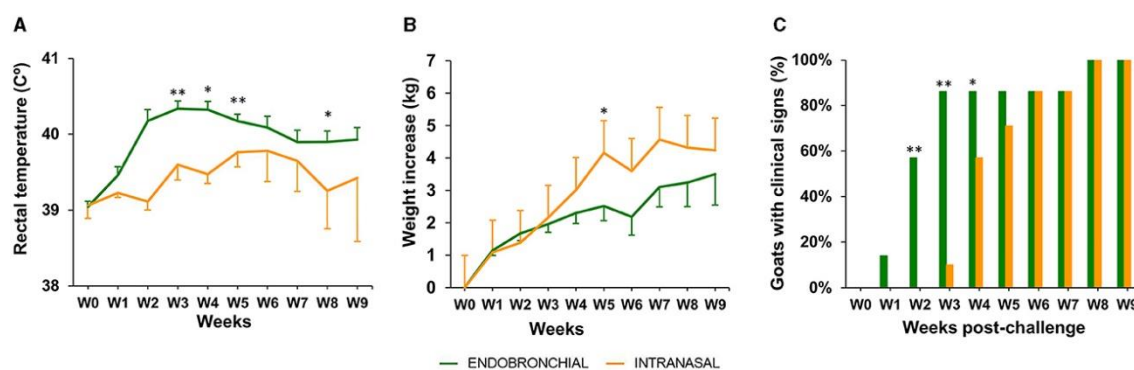 A
Rectal temperature (Cº)
41
40
39
38
**
*
**
*
W0 W1 W2 W3 W4 W5 W6 W7 W8 W9
Weeks
B
Weight increase (kg)
7
6
5
4
3
2
1
0
*
W0 W1 W2 W3 W4 W5 W6 W7 W8 W9
Weeks
C
Goats with clinical signs (%)
100%
80%
60%
40%
20%
0%
**
**
*
W0 W1 W2 W3 W4 W5 W6 W7 W8 W9
Weeks post-challenge
ENDOBRONCHIAL INTRANASAL